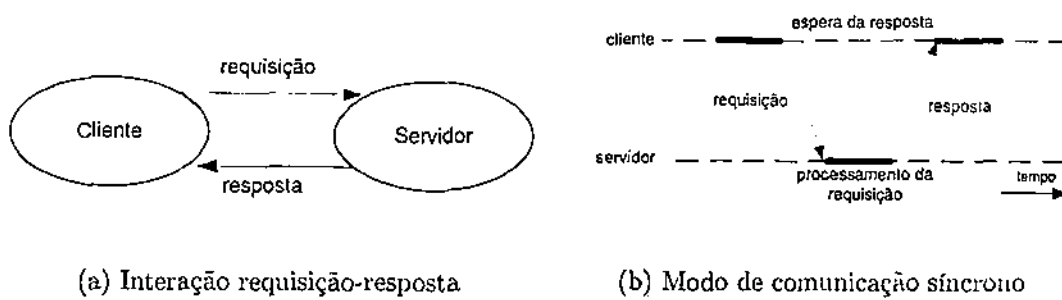 requisição
Cliente
Servidor
resposta
(a) Interação requisição-resposta
espera da resposta
cliente
requisição
resposta
servidor
processamento da
requisição
tempo
(b) Modo de comunicação síncrono